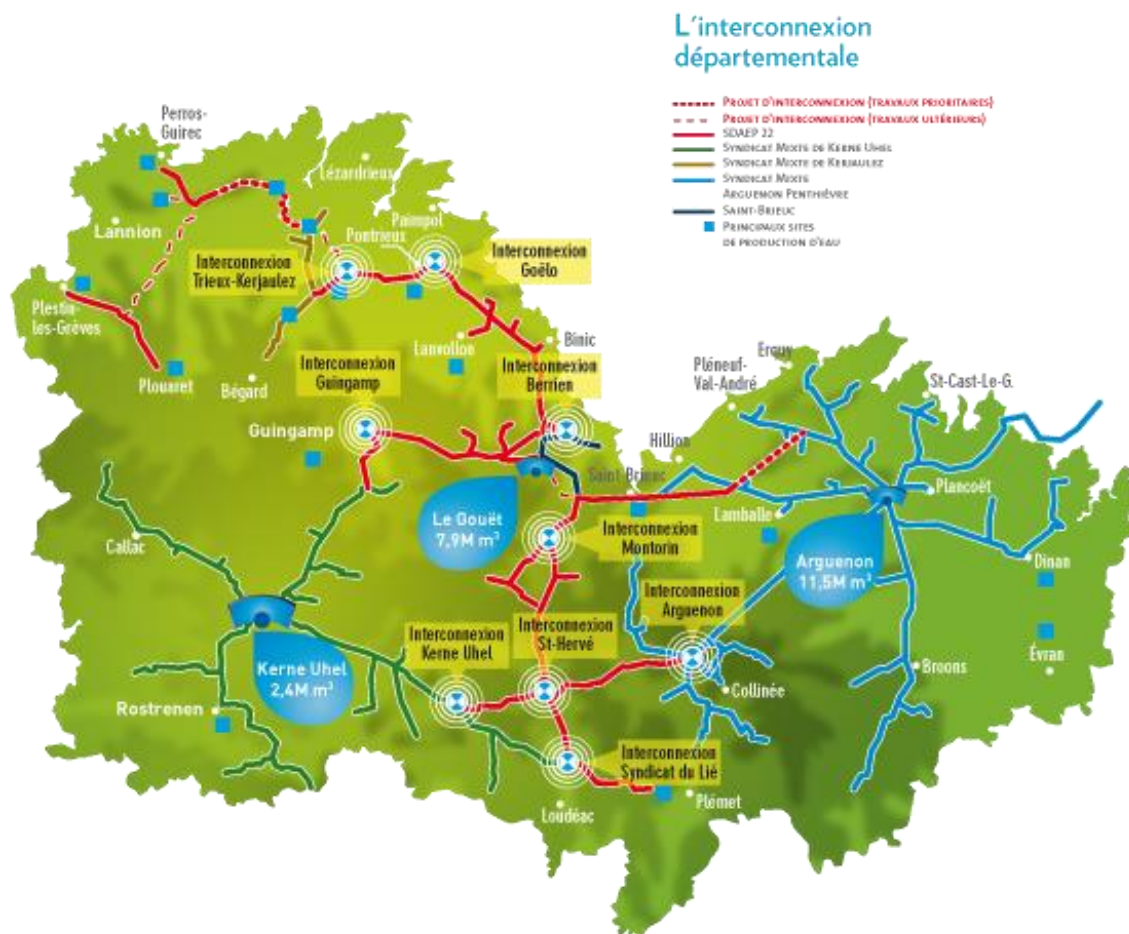 L'interconnexion
départementale
PROJET D'INTERCONNEXION (TRAVAUX PRIORITAIRES)
PROJET D'INTERCONNEXION (TRAVAUX ULTÉRIEURS)
SDAEP 22
SYNDICAT MIXTE DE KERNE UHEL
SYNDICAT MIXTE DE KERJAULEZ
SYNDICAT MIXTE
ARGUENON PENTHIÈVRE
SAINT-BRIEUC
PRINCIPAUX SITES
DE PRODUCTION D'EAU
Perros-
Guirec
Lézardrieux
Lannion
Paimpol
Pontrieux
Interconnexion
Trieux-Kerjaulez
Interconnexion
Goëlo
Plestin-
les-Grèves
Plouaret
Bégard
Lanvollon
Binic
Interconnexion
Guingamp
Interconnexion
Berrien
Guingamp
Pléneuf-
Val-André
Erquy
St-Cast-Le-G.
Hillion
Saint-Brieuc
Plancoët
Lamballe
Le Gouët
7,9M m³
Interconnexion
Montorin
Callac
Arguenon
11,5M m³
Dinan
Interconnexion
Arguenon
Interconnexion
St-Hervé
Interconnexion
Kerne Uhel
Kerne Uhel
2,4M m³
Évran
Broons
Collinée
Rostrenen
Interconnexion
Syndicat du Lié
Loudéac
Plémet